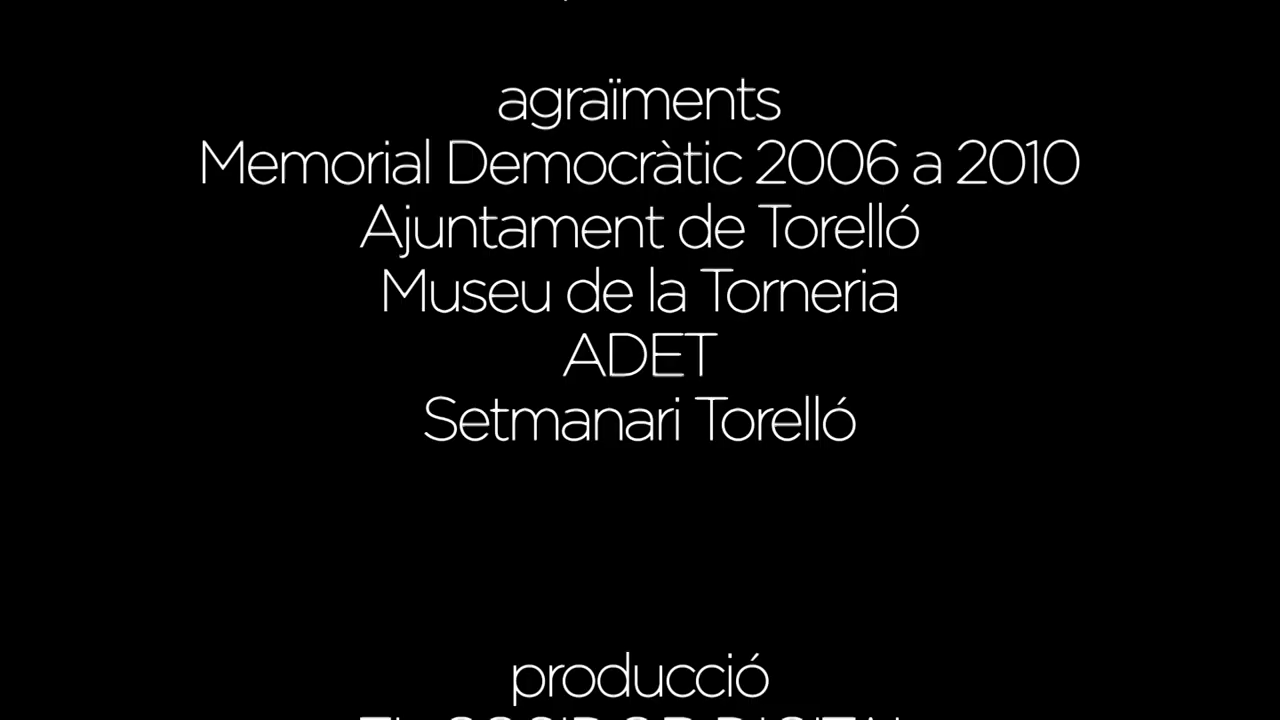 agraïments
Memorial Democràtic 2006 a 2010
Ajuntament de Torelló
Museu de la Torneria
ADET
Setmanari Torelló
producció